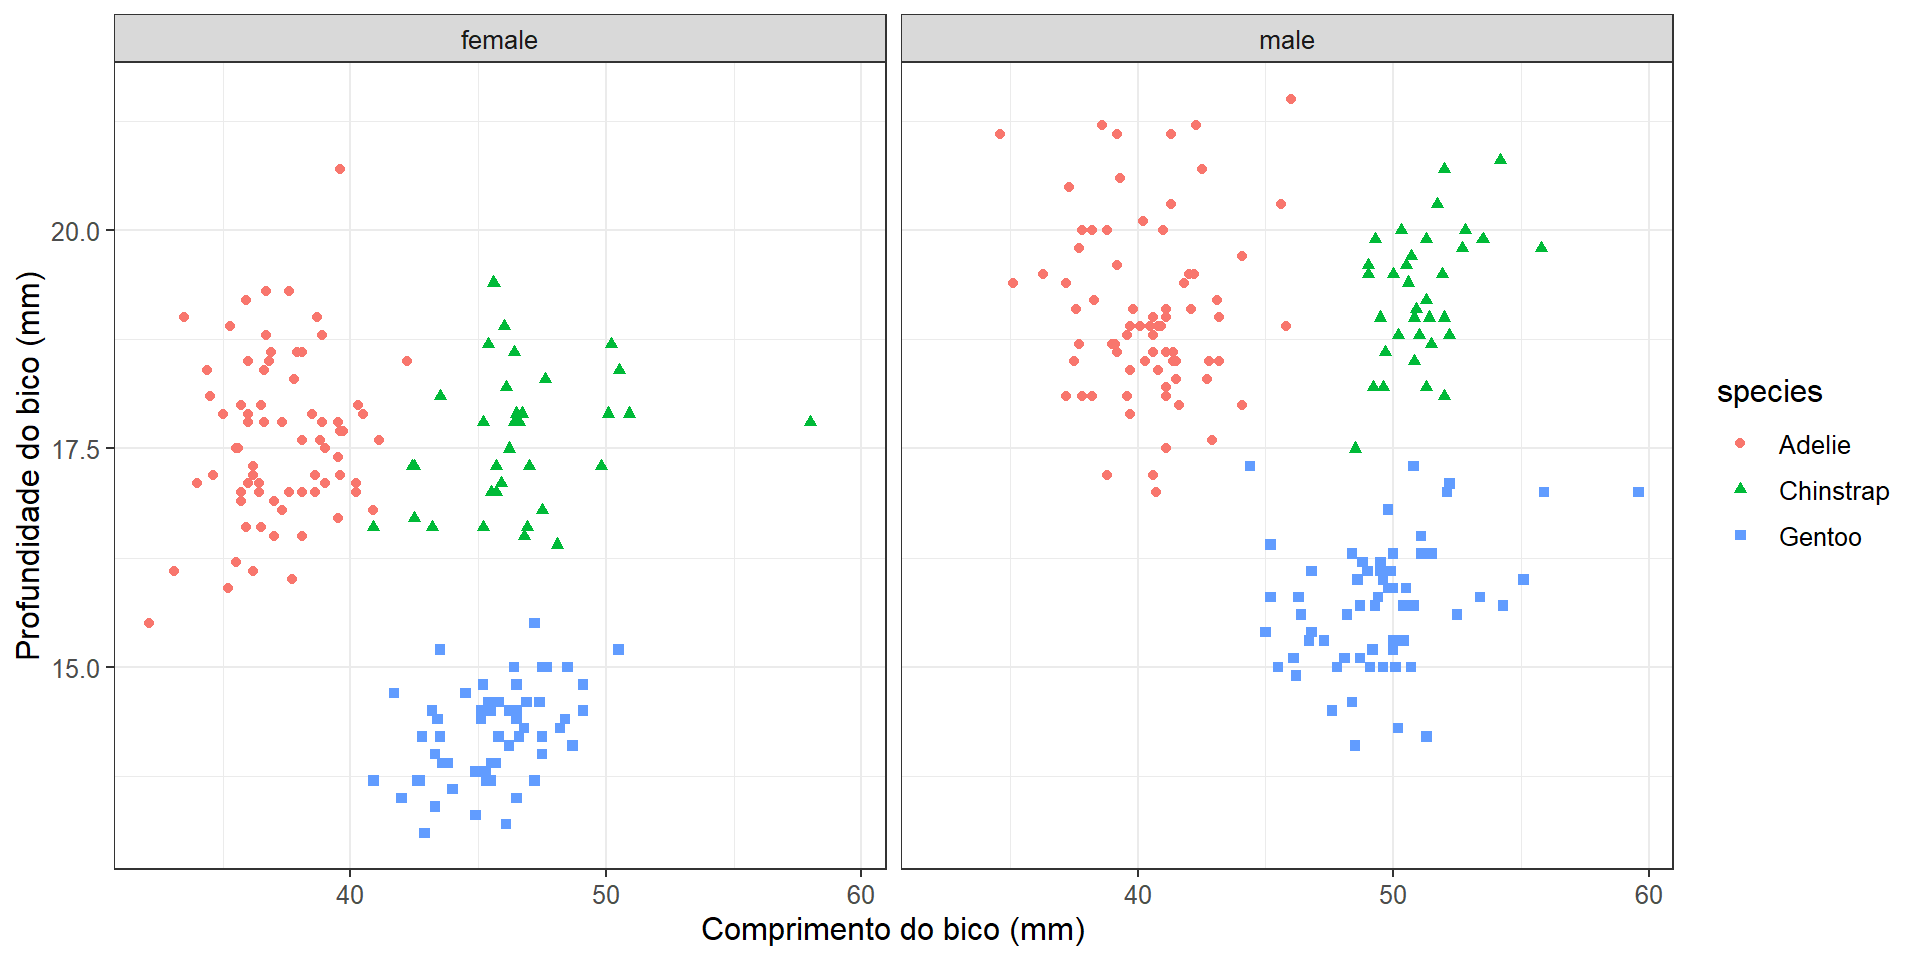 female
male
Profundidade do bico (mm)
20.0
17.5
15.0
40
50
60
40
50
60
Comprimento do bico (mm)
species
Adelie
Chinstrap
Gentoo